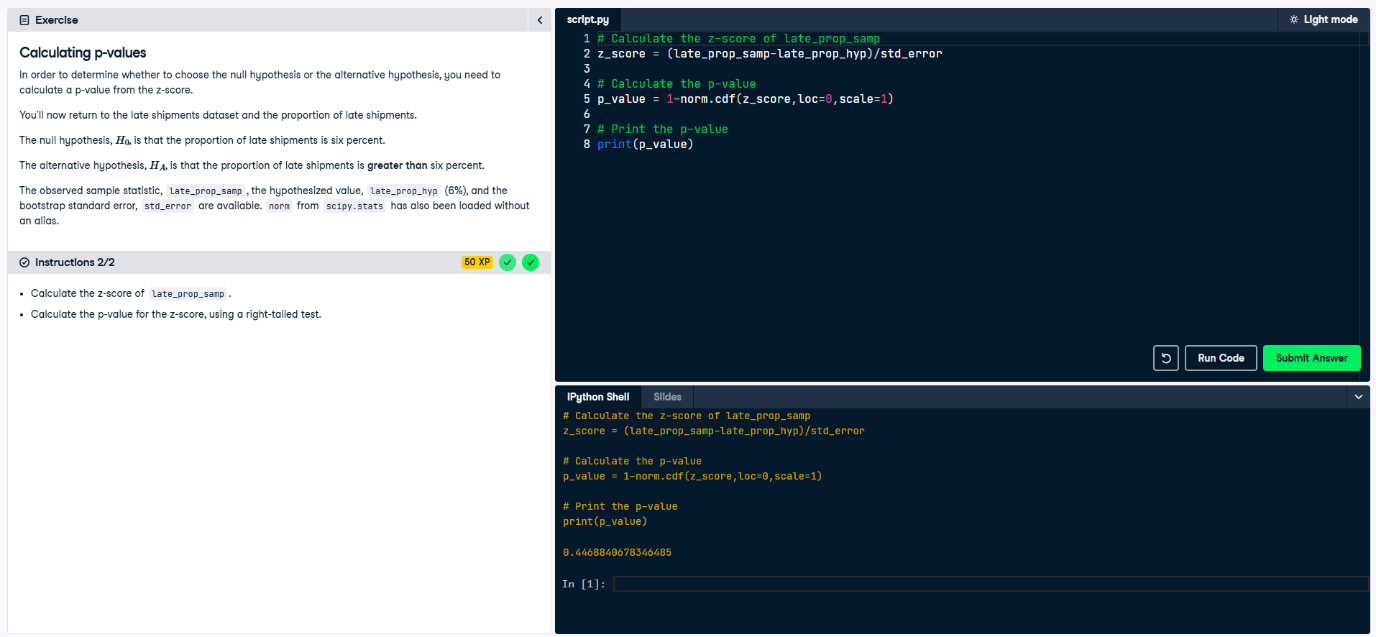 Exercise
Calculating p-values
In order to determine whether to choose the null hypothesis or the alternative hypothesis, you need to
calculate a p-value from the z-score.
You'll now return to the late shipments dataset and the proportion of late shipments.
The null hypothesis, H0, is that the proportion of late shipments is six percent.
The alternative hypothesis, HA, is that the proportion of late shipments is greater than six percent.
The observed sample statistic, late_prop_samp, the hypothesized value, late_prop_hyp (6%), and the
bootstrap standard error, std_error are available. norm from scipy.stats has also been loaded without
an alias.
Instructions 2/2
50 XP
• Calculate the z-score of late_prop_samp.
• Calculate the p-value for the z-score, using a right-tailed test.
script.py
Light mode
1 # Calculate the z-score of late_prop_samp
2 z_score = (late_prop_samp-late_prop_hyp)/std_error
3
4 # Calculate the p-value
5 p_value = 1-norm.cdf(z_score,loc=0,scale=1)
6
7 # Print the p-value
8 print(p_value)
Run Code
Submit Answer
IPython Shell
Slides
# Calculate the z-score of late_prop_samp
z_score = (late_prop_samp-late_prop_hyp)/std_error
# Calculate the p-value
p_value = 1-norm.cdf(z_score,loc=0,scale=1)
# Print the p-value
print(p_value)
0.4468840678346485
In [1]: